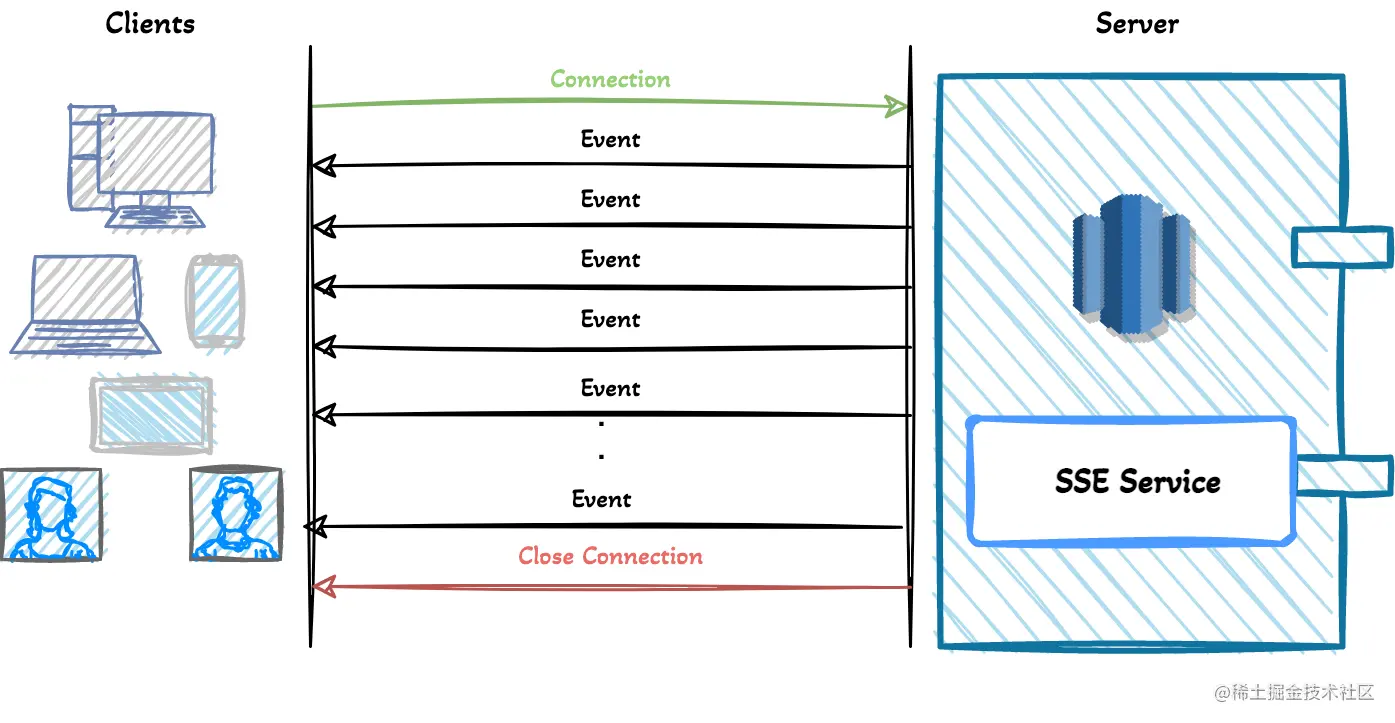 Clients
Server
Connection
Event
Event
Event
Event
Event
.
.
Event
Close Connection
SSE Service
@稀土掘金技术社区